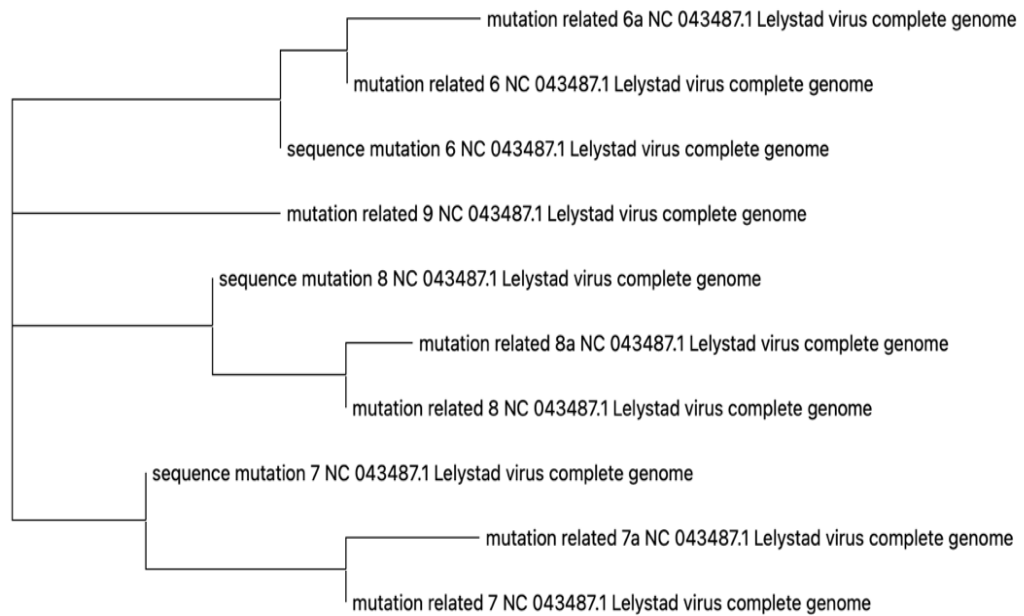 mutation related 6a NC 043487.1 Lelystad virus complete genome
mutation related 6 NC 043487.1 Lelystad virus complete genome
sequence mutation 6 NC 043487.1 Lelystad virus complete genome
mutation related 9 NC 043487.1 Lelystad virus complete genome
sequence mutation 8 NC 043487.1 Lelystad virus complete genome
mutation related 8a NC 043487.1 Lelystad virus complete genome
mutation related 8 NC 043487.1 Lelystad virus complete genome
sequence mutation 7 NC 043487.1 Lelystad virus complete genome
mutation related 7a NC 043487.1 Lelystad virus complete genome
mutation related 7 NC 043487.1 Lelystad virus complete genome